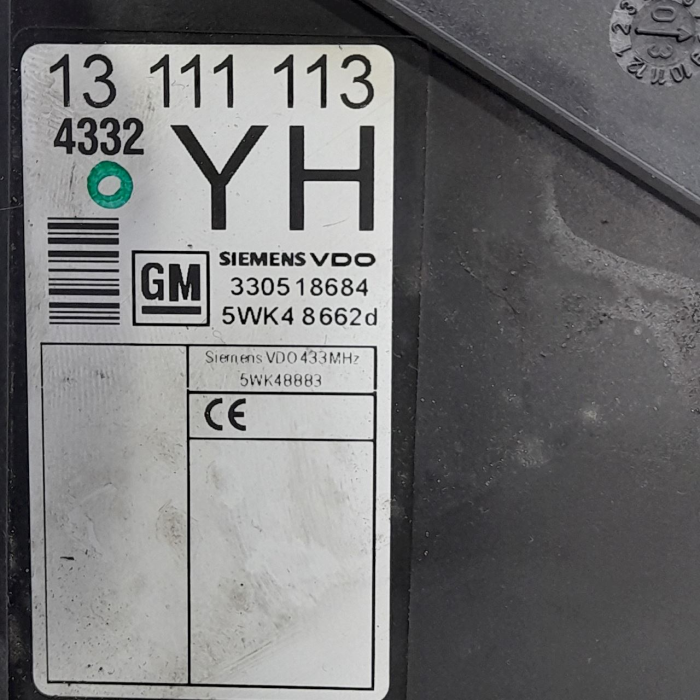 13 111 113
4332
YH
GM
SIEMENS VDO
330518684
5WK4 8662d
Siemens VDO 433MHz
5WK48883
CE